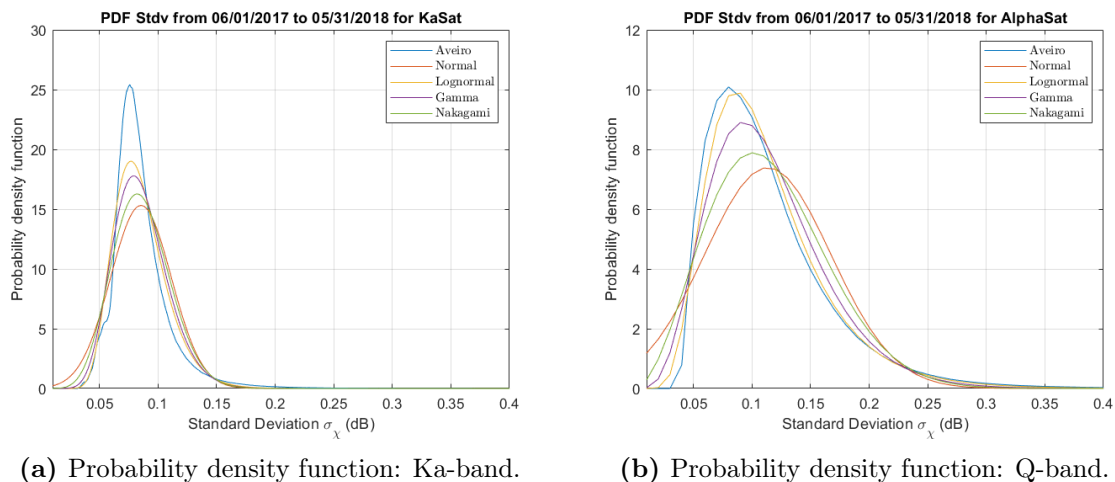 PDF Stdv from 06/01/2017 to 05/31/2018 for KaSat
30
25
20
15
10
5
0
Probability density function
0.05 0.1 0.15 0.2 0.25 0.3 0.35 0.4
Standard Deviation σχ (dB)
Aveiro
Normal
Lognormal
Gamma
Nakagami
(a) Probability density function: Ka-band.
PDF Stdv from 06/01/2017 to 05/31/2018 for AlphaSat
12
10
8
6
4
2
0
Probability density function
0.05 0.1 0.15 0.2 0.25 0.3 0.35 0.4
Standard Deviation σχ (dB)
Aveiro
Normal
Lognormal
Gamma
Nakagami
(b) Probability density function: Q-band.